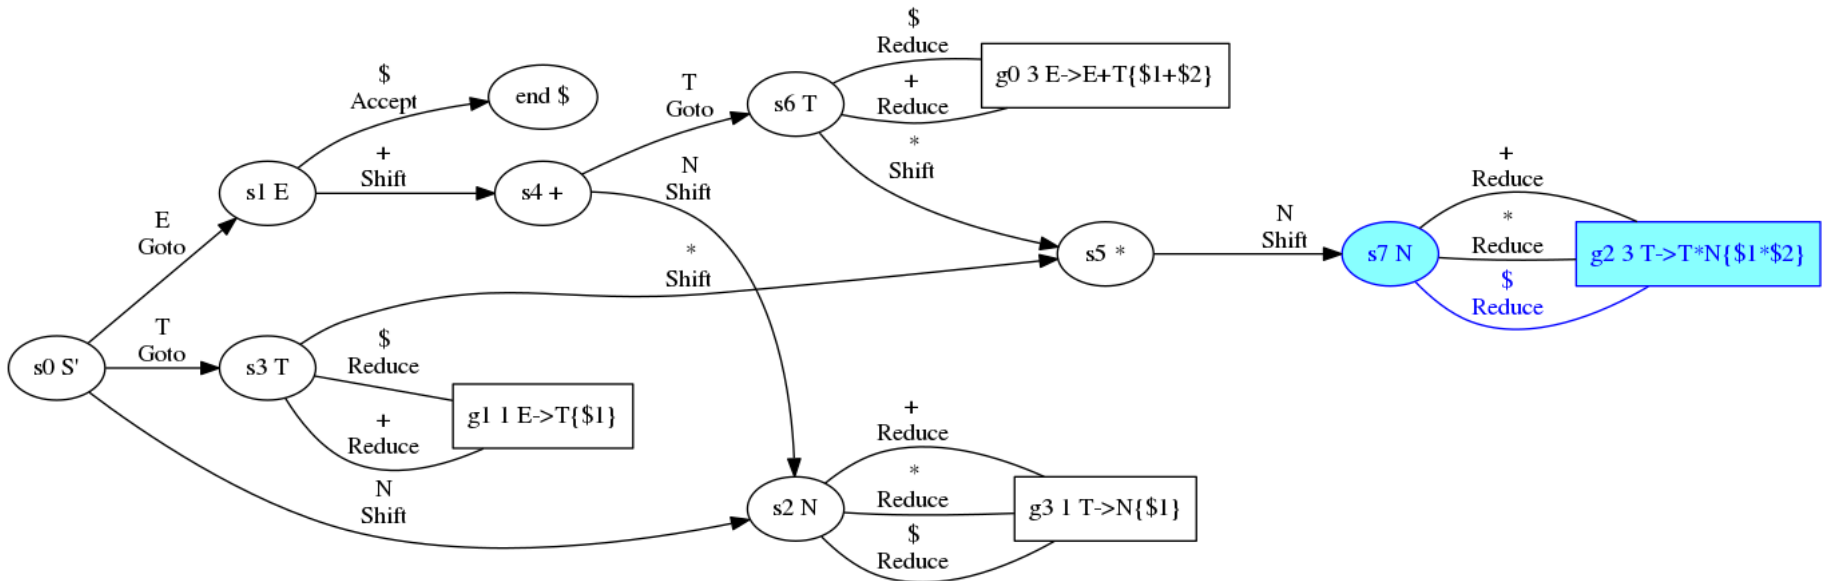 $
Reduce
g0 3 E->E+T{$1+$2}
+
Reduce
s6 T
$
Accept
end $
T
Goto
*
Shift
s1 E
+
Shift
s4 +
N
Shift
+
Reduce
E
Goto
*
Shift
s5 *
N
Shift
s7 N
*
Reduce
g2 3 T->T*N{$1*$2}
$
Reduce
s0 S'
T
Goto
s3 T
$
Reduce
g1 1 E->T{$1}
+
Reduce
N
Shift
+
Reduce
s2 N
*
Reduce
g3 1 T->N{$1}
$
Reduce